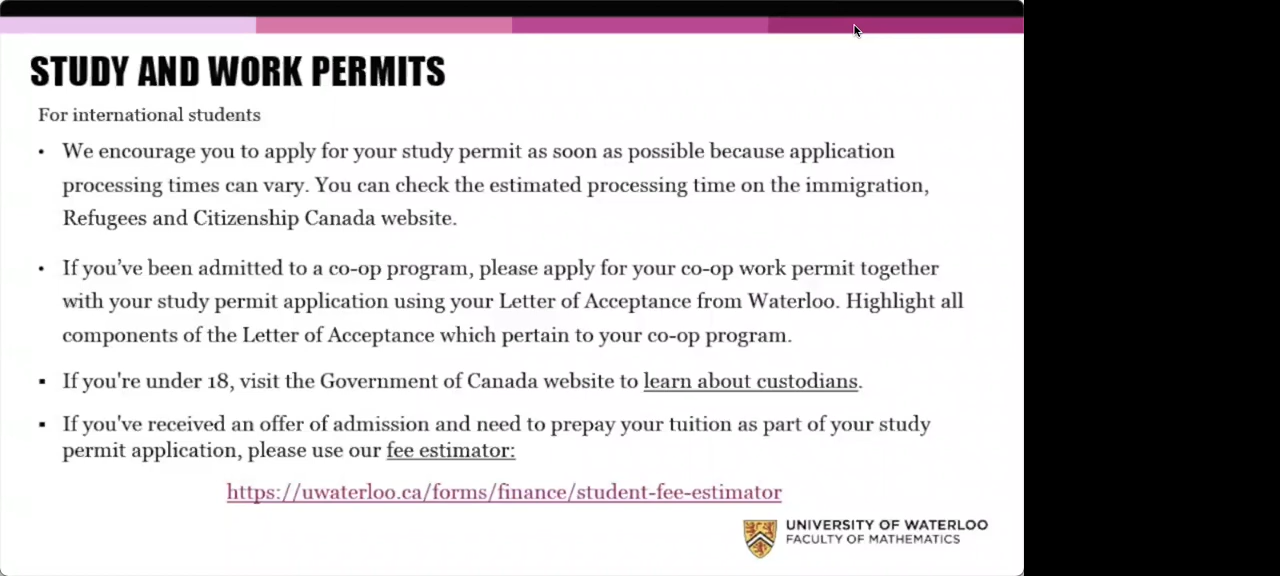 STUDY AND WORK PERMITS
For international students
• We encourage you to apply for your study permit as soon as possible because application
processing times can vary. You can check the estimated processing time on the immigration,
Refugees and Citizenship Canada website.
• If you’ve been admitted to a co-op program, please apply for your co-op work permit together
with your study permit application using your Letter of Acceptance from Waterloo. Highlight all
components of the Letter of Acceptance which pertain to your co-op program.
▪ If you're under 18, visit the Government of Canada website to learn about custodians.
▪ If you've received an offer of admission and need to prepay your tuition as part of your study
permit application, please use our fee estimator:
https://uwaterloo.ca/forms/finance/student-fee-estimator
UNIVERSITY OF WATERLOO
FACULTY OF MATHEMATICS